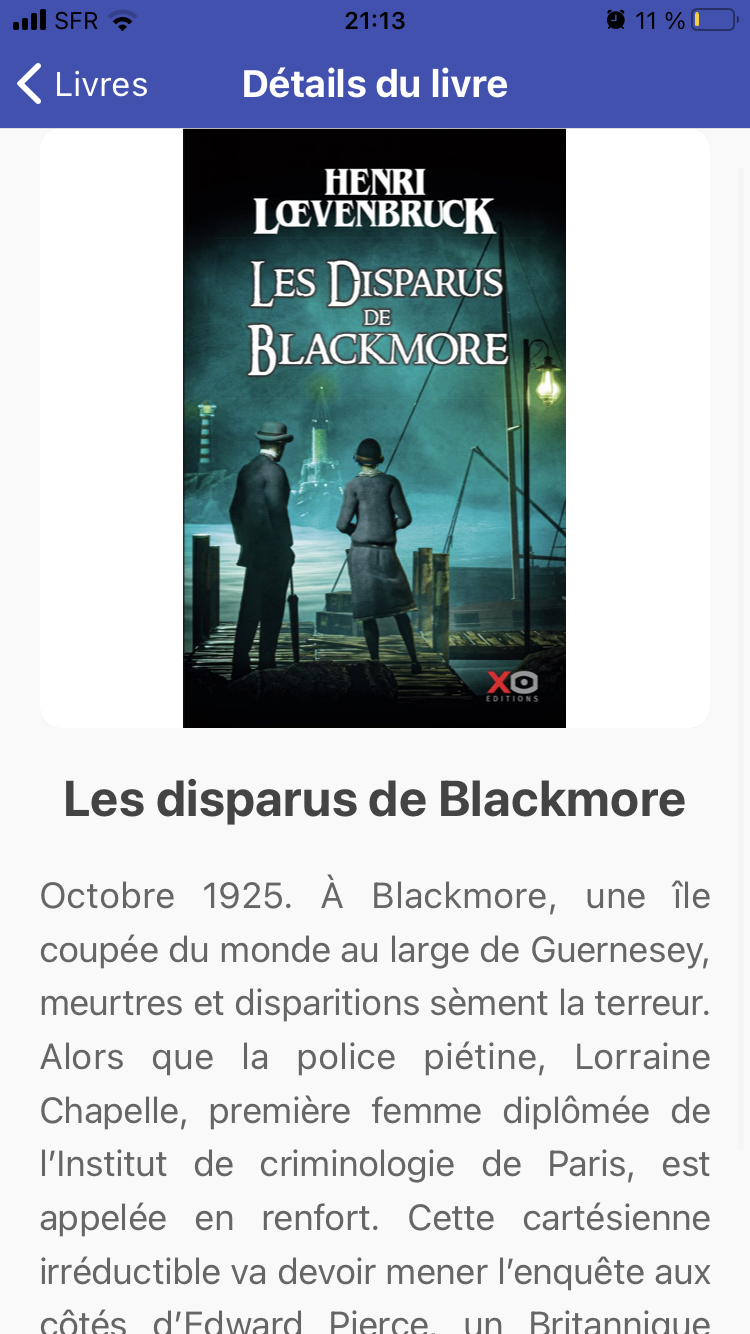 SFR 21:13 11 %
Livres Détails du livre
HENRI
LŒVENBRUCK
LES DISPARUS
DE
BLACKMORE
XO
EDITIONS
Les disparus de Blackmore
Octobre 1925. À Blackmore, une île
coupée du monde au large de Guernesey,
meurtres et disparitions sèment la terreur.
Alors que la police piétine, Lorraine
Chapelle, première femme diplômée de
l’Institut de criminologie de Paris, est
appelée en renfort. Cette cartésienne
irréductible va devoir mener l’enquête aux
côtés d’Edward Pierce, un Britannique